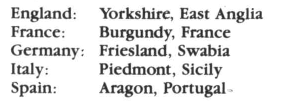 England: Yorkshire, East Anglia
France: Burgundy, France
Germany: Friesland, Swabia
Italy: Piedmont, Sicily
Spain: Aragon, Portugal